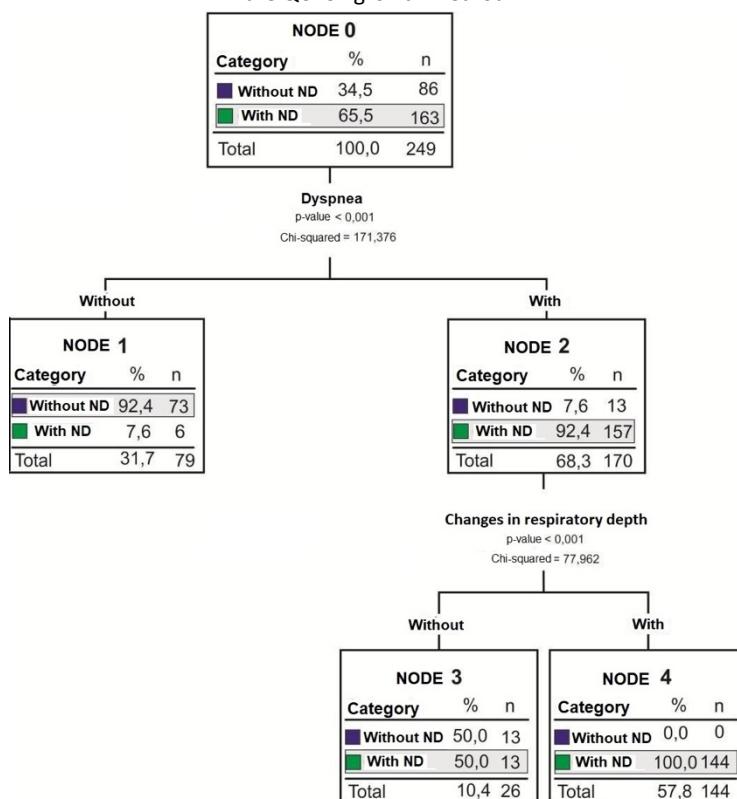 NODE 0
Category % n
Without ND 34,5 86
With ND 65,5 163
Total 100,0 249
Dyspnea
p-value < 0,001
Chi-squared = 171,376
Without
With
NODE 1
Category % n
Without ND 92,4 73
With ND 7,6 6
Total 31,7 79
NODE 2
Category % n
Without ND 7,6 13
With ND 92,4 157
Total 68,3 170
Changes in respiratory depth
p-value < 0,001
Chi-squared = 77,962
Without
With
NODE 3
Category % n
Without ND 50,0 13
With ND 50,0 13
Total 10,4 26
NODE 4
Category % n
Without ND 0,0 0
With ND 100,0 144
Total 57,8 144